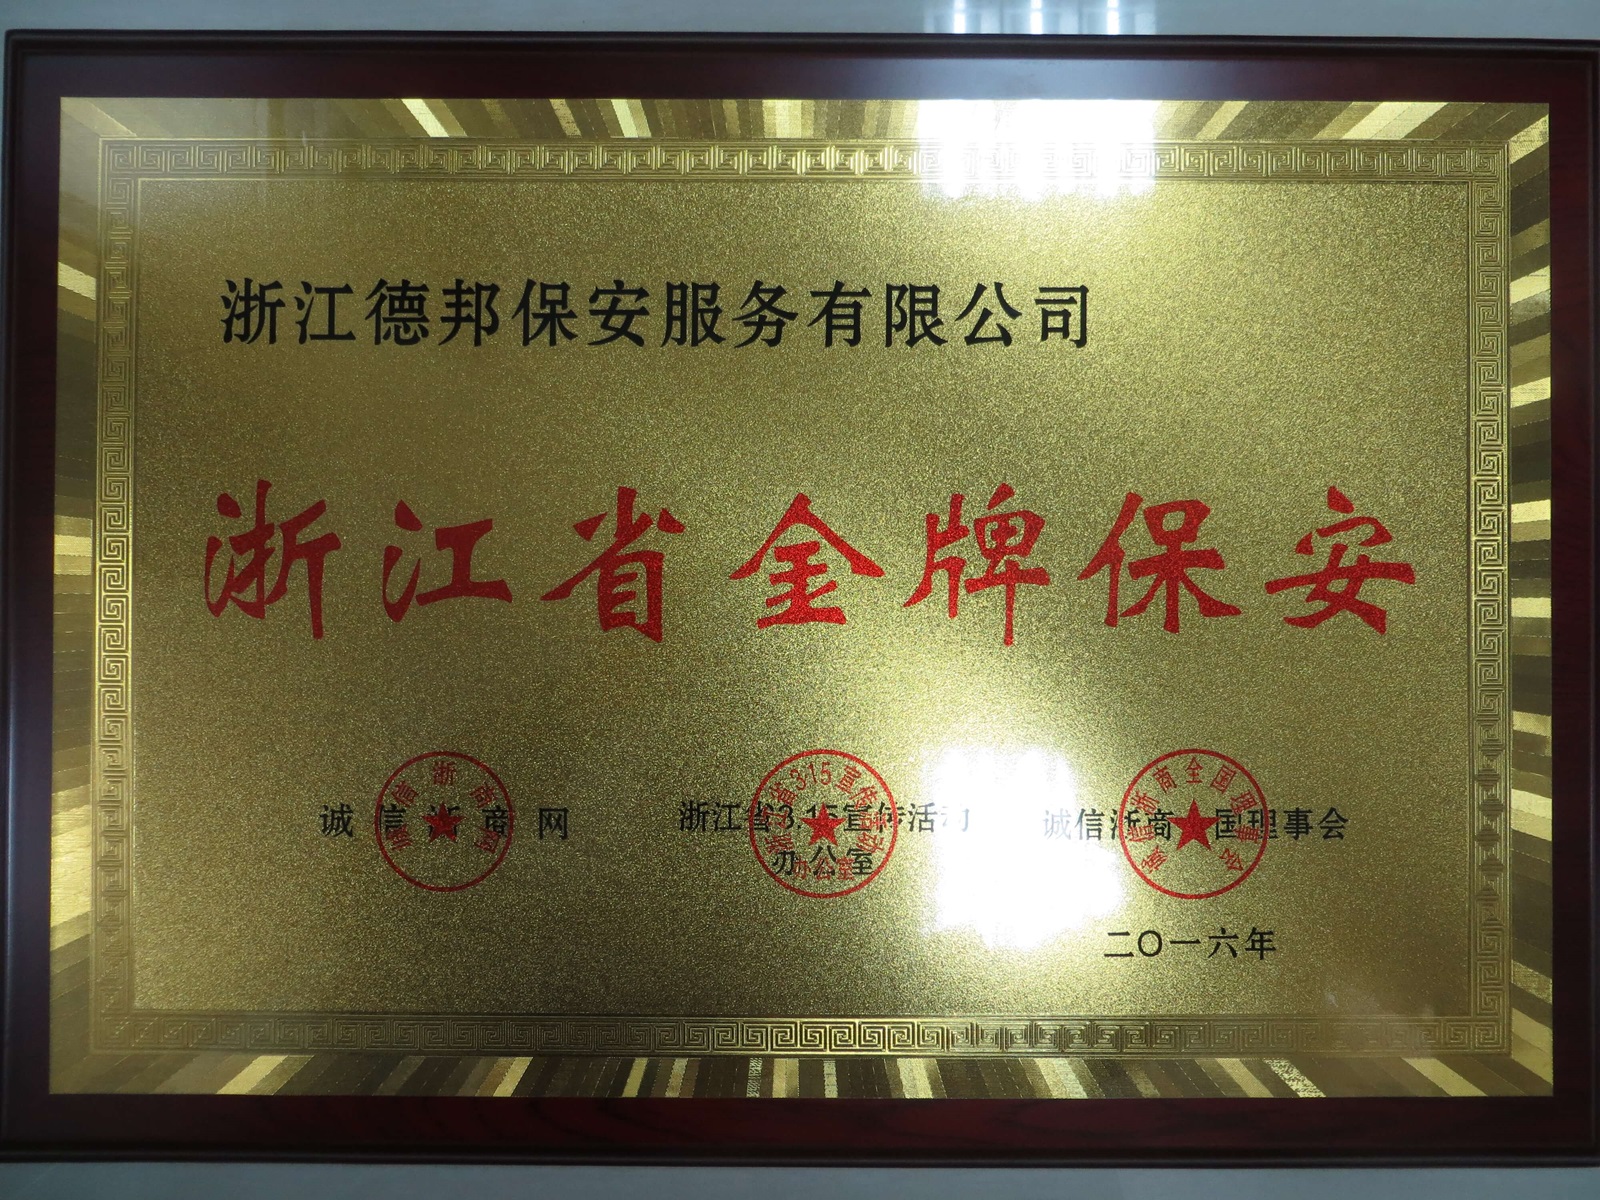 浙江德邦保安服务有限公司
浙江省金牌保安
诚信浙商网
浙江省3.15宣传活动
办公室
诚信浙商全国理事会
二〇一六年